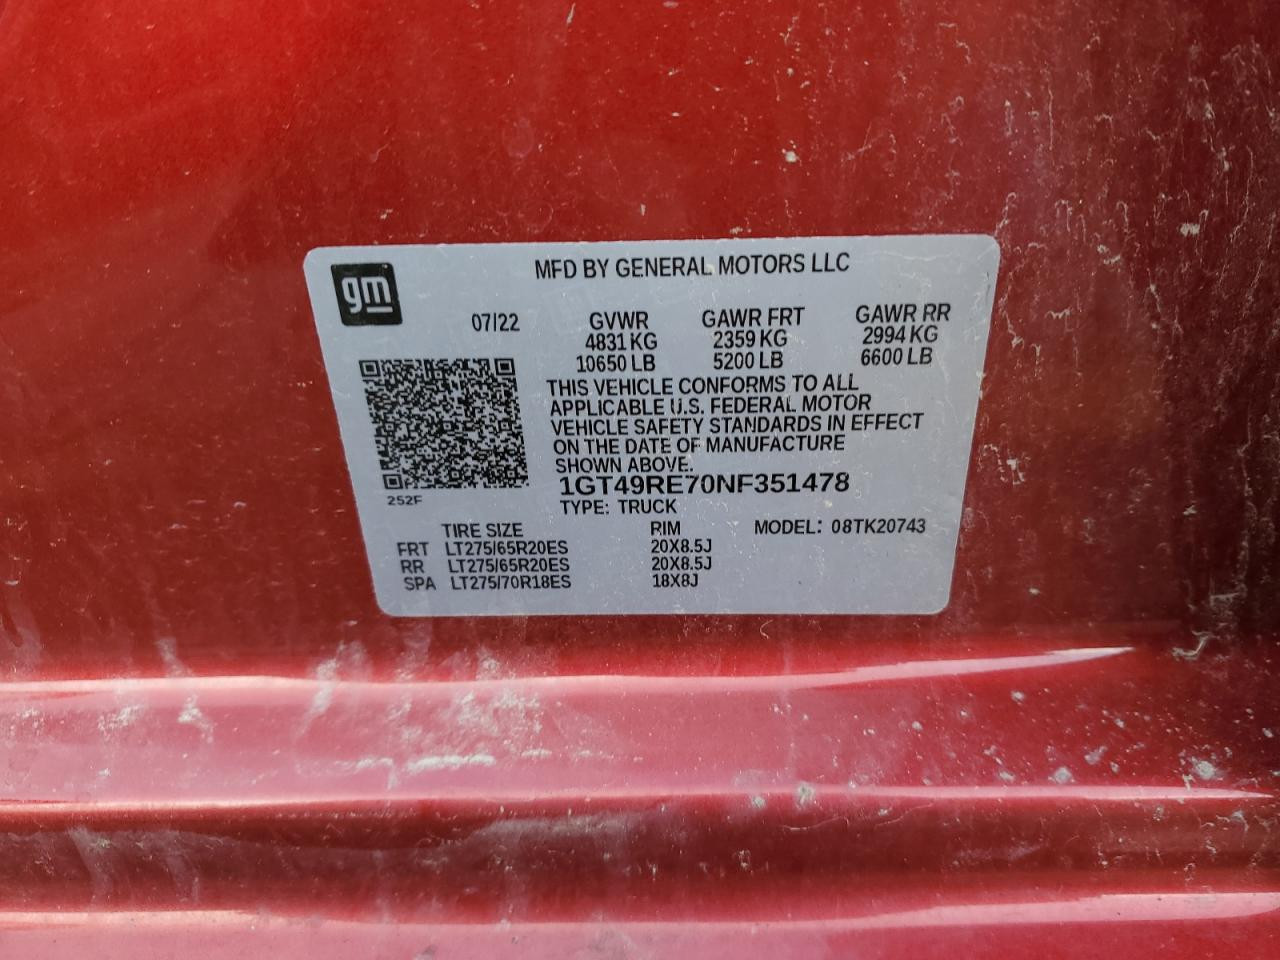 gm
MFD BY GENERAL MOTORS LLC
07/22 GVWR GAWR FRT GAWR RR
4831 KG 2359 KG 2994 KG
10650 LB 5200 LB 6600 LB
THIS VEHICLE CONFORMS TO ALL
APPLICABLE U.S. FEDERAL MOTOR
VEHICLE SAFETY STANDARDS IN EFFECT
ON THE DATE OF MANUFACTURE
SHOWN ABOVE.
252F
1GT49RE70NF351478
TYPE: TRUCK
TIRE SIZE RIM MODEL: 08TK20743
FRT LT275/65R20ES 20X8.5J
RR LT275/65R20ES 20X8.5J
SPA LT275/70R18ES 18X8J